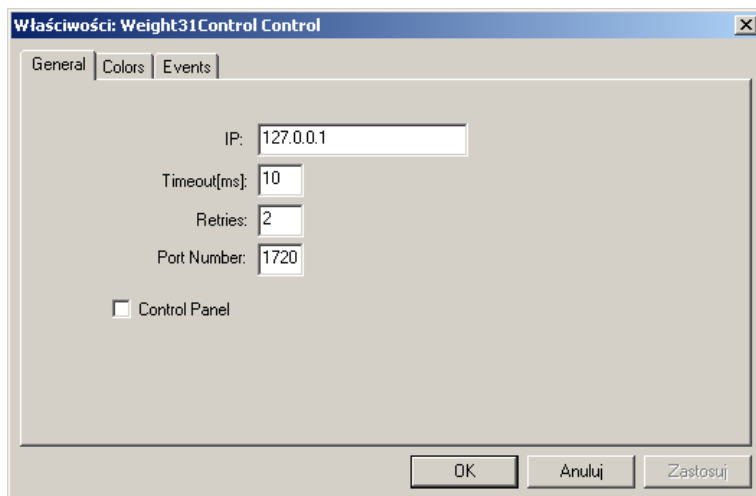 Właściwości: Weight31Control Control
General Colors Events
IP: 127.0.0.1
Timeout[ms]: 10
Retries: 2
Port Number: 1720
Control Panel
OK Anuluj Zastosuj